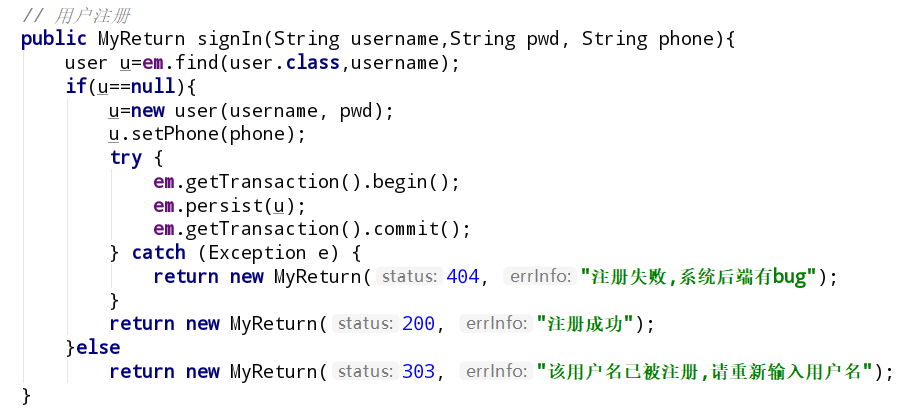 // 用户注册
public MyReturn signIn(String username,String pwd, String phone){
    user u=em.find(user.class,username);
    if(u==null){
        u=new user(username, pwd);
        u.setPhone(phone);
        try {
            em.getTransaction().begin();
            em.persist(u);
            em.getTransaction().commit();
        } catch (Exception e) {
            return new MyReturn( status: 404, errInfo: "注册失败,系统后端有bug");
        }
        return new MyReturn( status: 200, errInfo: "注册成功");
    }else
        return new MyReturn( status: 303, errInfo: "该用户名已被注册,请重新输入用户名");
}